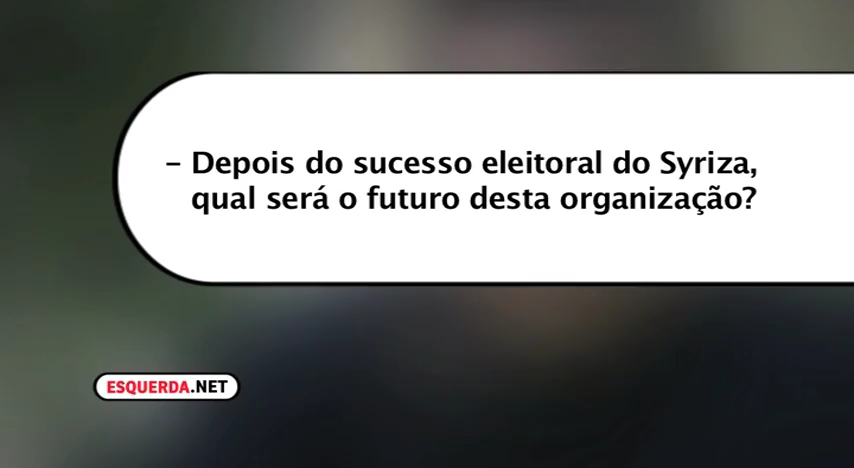 – Depois do sucesso eleitoral do Syriza,
qual será o futuro desta organização?
ESQUERDA.NET